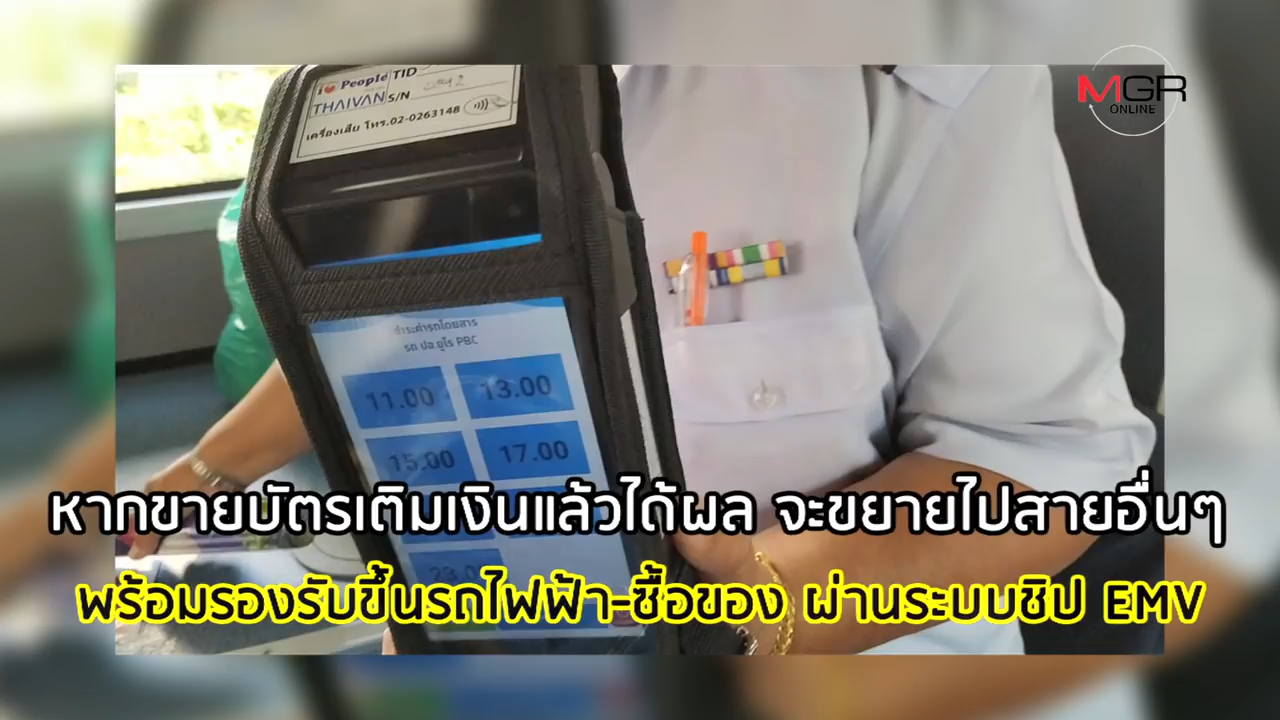 MGR
ONLINE
i ❤ People TID
THAIVAN S/N
เครื่องเสีย โทร.02-0263148
ชำระค่ารถโดยสาร
รถ ปอ.ยูโร PBC
11.00 13.00
15.00 17.00
หากขายบัตรเติมเงินแล้วได้ผล จะขยายไปสายอื่นๆ
พร้อมรองรับขึ้นรถไฟฟ้า-ซื้อของ ผ่านระบบชิป EMV